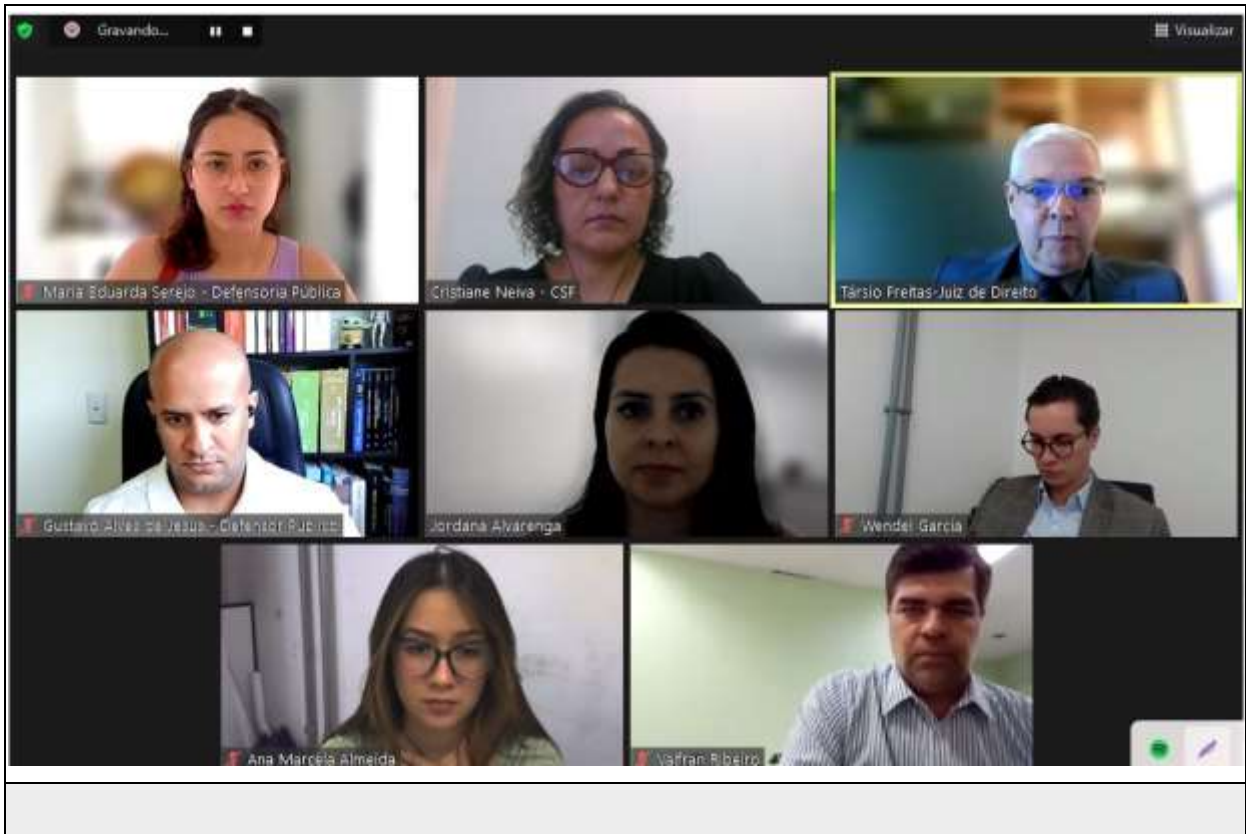 Gravando...
Visualizar
Maria Eduarda Serejo - Defensoria Pública
Cristiane Neiva - CSF
Társio Freitas-Juiz de Direito
Gustavo Alves de Jesus - Defensor Público
Jordana Alvarenga
Wendel Garcia
Ana Marcela Almeida
Valfran Ribeiro